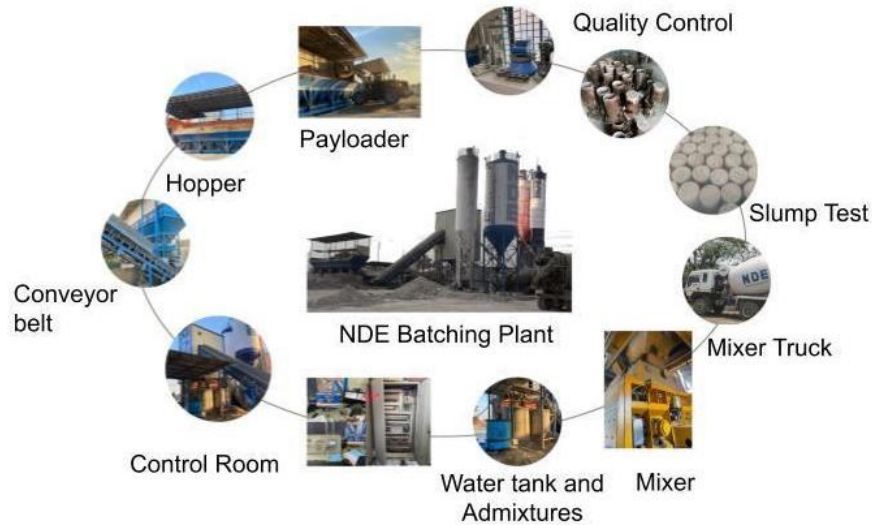 Quality Control
Payloader
Hopper
Slump Test
Conveyor
belt
NDE Batching Plant
NDE
Mixer Truck
Control Room
Water tank and
Admixtures
Mixer